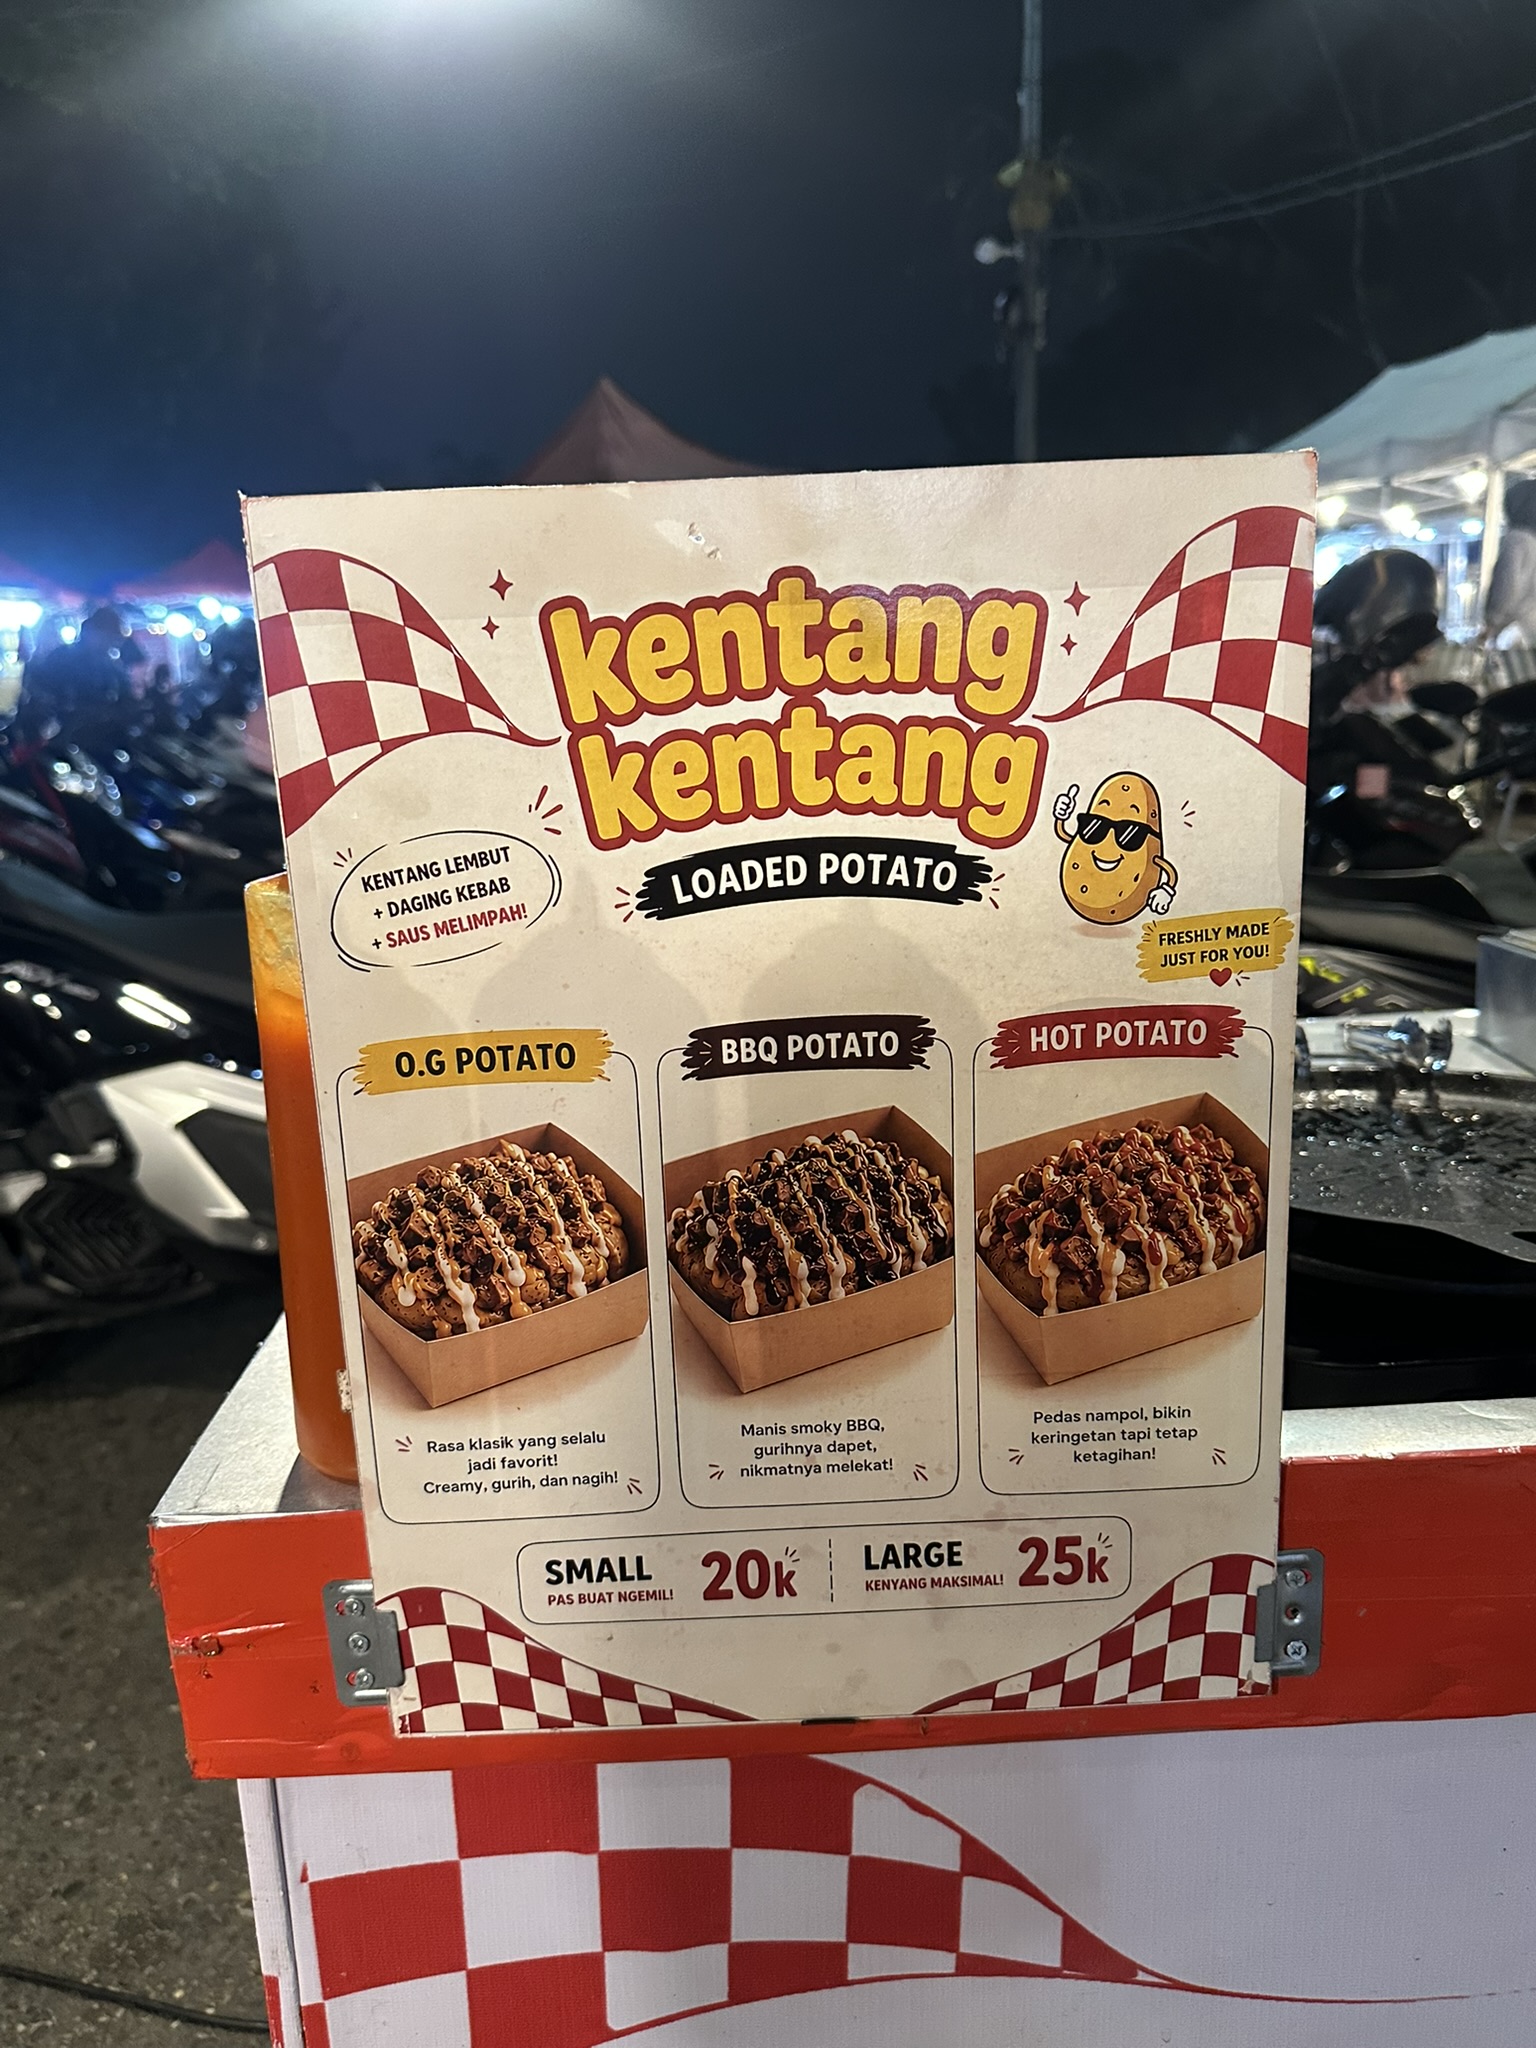 kentang
kentang
LOADED POTATO
KENTANG LEMBUT
+ DAGING KEBAB
+ SAUS MELIMPAH!
FRESHLY MADE
JUST FOR YOU!
O.G POTATO
Rasa klasik yang selalu
jadi favorit!
Creamy, gurih, dan nagih!
BBQ POTATO
Manis smoky BBQ,
gurihnya dapet,
nikmatnya melekat!
HOT POTATO
Pedas nampol, bikin
keringetan tapi tetap
ketagihan!
SMALL
PAS BUAT NGEMIL!
20k
LARGE
KENYANG MAKSIMAL!
25k